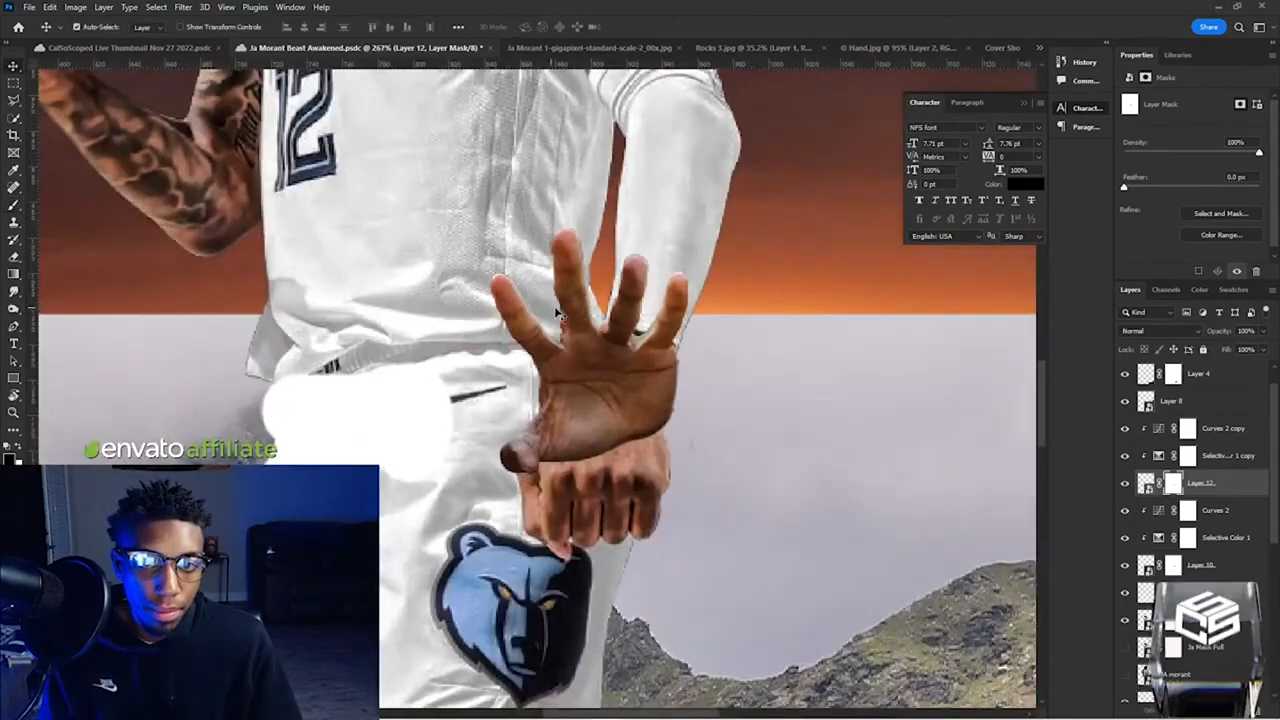 File Edit Image Layer Type Select Filter 3D View Plugins Window Help
Share
Auto-Select: Layer Show Transform Controls 3D Mode:
CalSoScoped Live Thumbnail Nov 27 2022.psdc × Ja Morant Beast Awakened.psdc @ 267% (Layer 12, Layer Mask/8) * × Ja Morant 1-gigapixel-standard-scale-2_00x.jpg × Rocks 3.jpg @ 35.2% (Layer 1, R... × © Hand.jpg @ 95% (Layer 2, RG... × Cover Sho
History
Comm...
Charact...
Paragr...
Character Paragraph
NPS font Regular
7.71 pt 7.76 pt
Metrics 0
100% 100%
0 pt Color:
English: USA Sharp
Properties Libraries
Masks
Layer Mask
Density: 100%
Feather: 0.0 px
Refine: Select and Mask...
Color Range...
Layers Channels Color Swatches
Kind
Normal Opacity: 100%
Lock: Fill: 100%
Layer 4
Layer 8
Curves 2 copy
Selectiv...r 1 copy
Layer 12
Curves 2
Selective Color 1
Layer 10
Ja Mask Full
12
envato affiliate